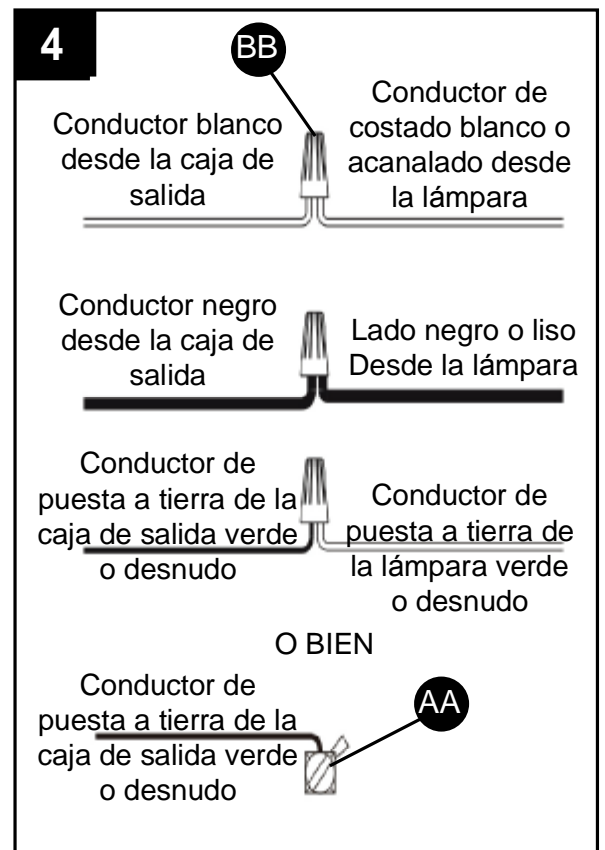 4
BB
Conductor blanco
desde la caja de
salida
Conductor de
costado blanco o
acanalado desde
la lámpara
Conductor negro
desde la caja de
salida
Lado negro o liso
Desde la lámpara
Conductor de
puesta a tierra de la
caja de salida verde
o desnudo
Conductor de
puesta a tierra de
la lámpara verde
o desnudo
O BIEN
Conductor de
puesta a tierra de la
caja de salida verde
o desnudo
AA